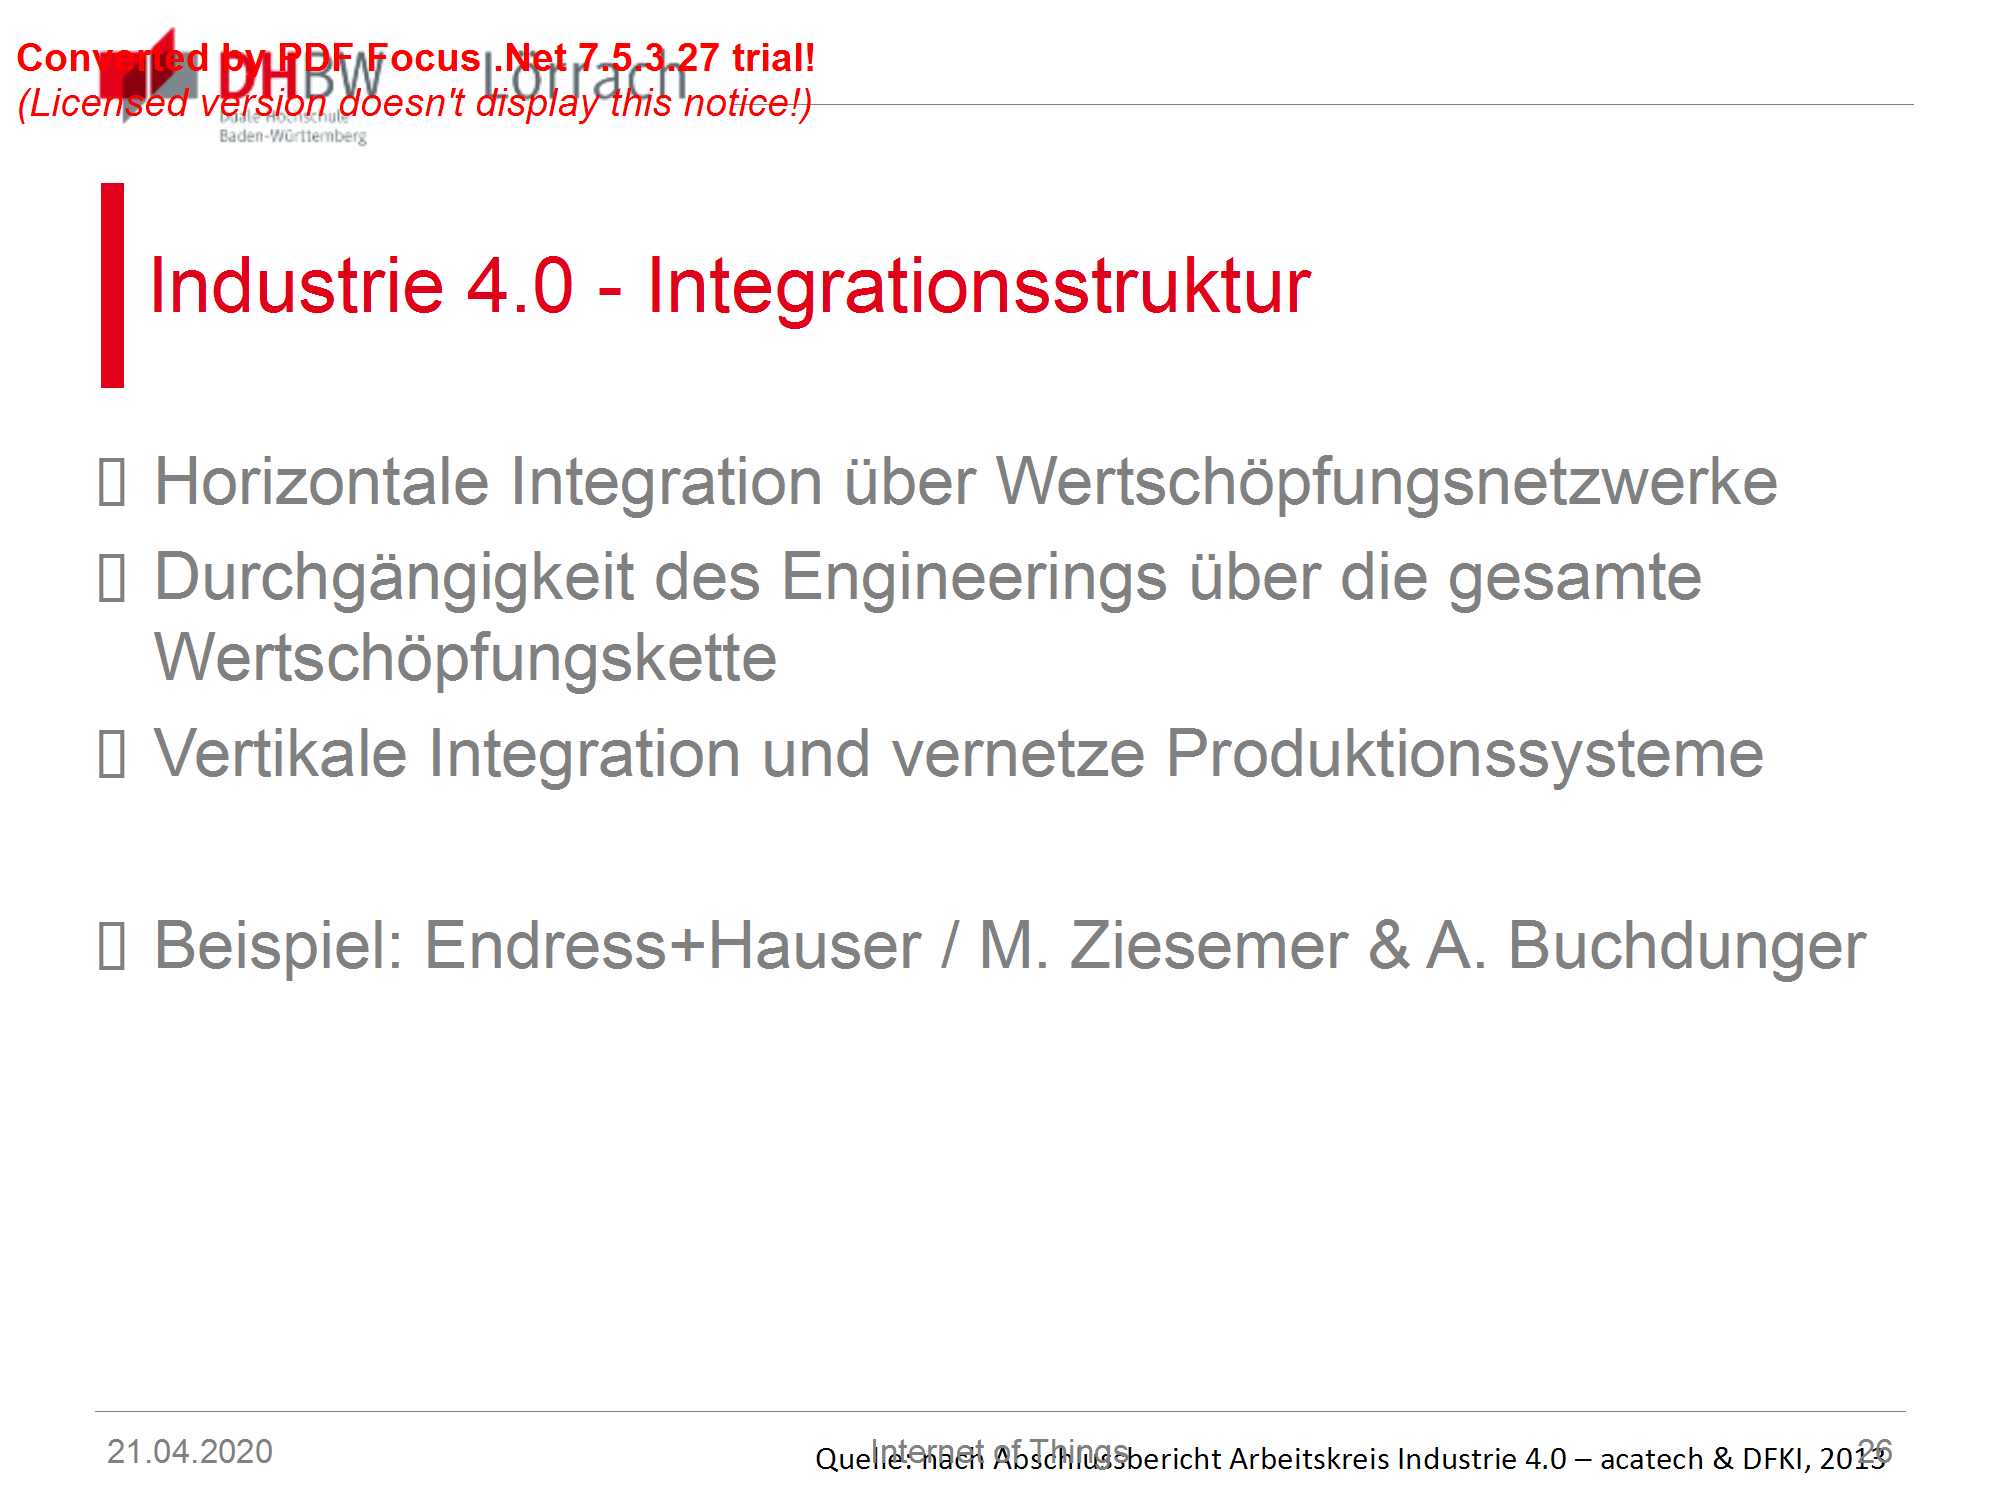 Converted by PDF Focus .Net 7.5.3.27 trial!
(Licensed version doesn't display this notice!)
DHBW Lörrach
Duale Hochschule
Baden-Württemberg
Industrie 4.0 - Integrationsstruktur
Horizontale Integration über Wertschöpfungsnetzwerke
Durchgängigkeit des Engineerings über die gesamte
Wertschöpfungskette
Vertikale Integration und vernetze Produktionssysteme
Beispiel: Endress+Hauser / M. Ziesemer & A. Buchdunger
21.04.2020
Internet of Things
Quelle: nach Abschlussbericht Arbeitskreis Industrie 4.0 – acatech & DFKI, 2013
26